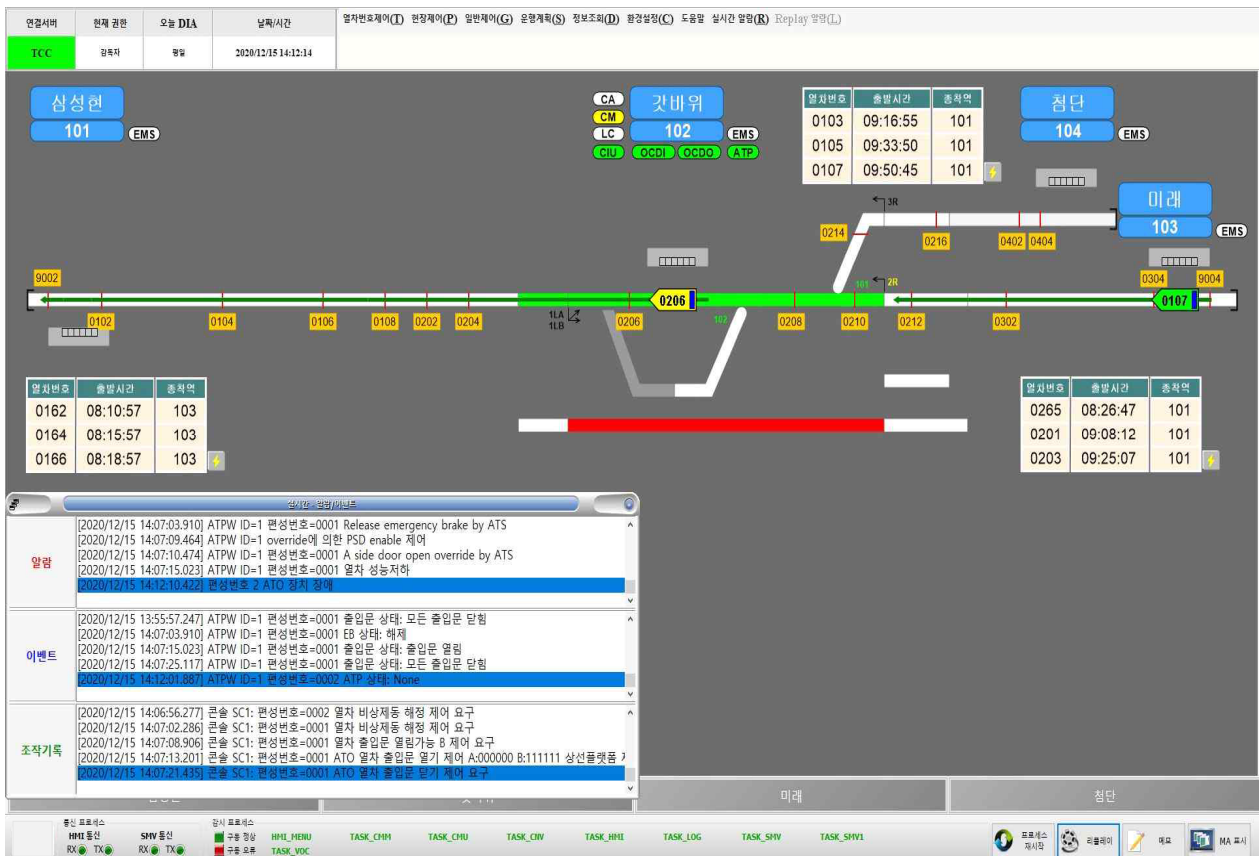 연결서버 현재 권한 오늘 DIA 날짜/시간
열차번호제어(T) 현장제어(P) 일반제어(G) 운행계획(S) 정보조회(D) 환경설정(C) 도움말 실시간 알람(R) Replay 알람(L)
TCC 감독자 평일 2020/12/15 14:12:14
삼성현
101 EMS
CA
CM
LC
CIU OCDI OCDO ATP
갓바위
102 EMS
열차번호 출발시간 종착역
0103 09:16:55 101
0105 09:33:50 101
0107 09:50:45 101
첨단
104 EMS
미래
103 EMS
3R
0214 0216 0402 0404
9002 0304 9004
101 2R
0206 0107
0102 0104 0106 0108 0202 0204 1LA 1LB 0206 102 0208 0210 0212 0302
열차번호 출발시간 종착역
0162 08:10:57 103
0164 08:15:57 103
0166 08:18:57 103
열차번호 출발시간 종착역
0265 08:26:47 101
0201 09:08:12 101
0203 09:25:07 101
실시간 - 알람/이벤트
알람
[2020/12/15 14:07:03.910] ATPW ID=1 편성번호=0001 Release emergency brake by ATS
[2020/12/15 14:07:09.464] ATPW ID=1 override에 의한 PSD enable 제어
[2020/12/15 14:07:10.474] ATPW ID=1 편성번호=0001 A side door open override by ATS
[2020/12/15 14:07:15.023] ATPW ID=1 편성번호=0001 열차 성능저하
[2020/12/15 14:12:10.422] 편성번호 2 ATO 장치 장애
이벤트
[2020/12/15 13:55:57.247] ATPW ID=1 편성번호=0001 출입문 상태: 모든 출입문 닫힘
[2020/12/15 14:07:03.910] ATPW ID=1 편성번호=0001 EB 상태: 해제
[2020/12/15 14:07:15.023] ATPW ID=1 편성번호=0001 출입문 상태: 출입문 열림
[2020/12/15 14:07:25.117] ATPW ID=1 편성번호=0001 출입문 상태: 모든 출입문 닫힘
[2020/12/15 14:12:01.887] ATPW ID=1 편성번호=0002 ATP 상태: None
조작기록
[2020/12/15 14:06:56.277] 콘솔 SC1: 편성번호=0002 열차 비상제동 해정 제어 요구
[2020/12/15 14:07:02.286] 콘솔 SC1: 편성번호=0001 열차 비상제동 해정 제어 요구
[2020/12/15 14:07:08.906] 콘솔 SC1: 편성번호=0001 열차 출입문 열림가능 B 제어 요구
[2020/12/15 14:07:13.201] 콘솔 SC1: 편성번호=0001 ATO 열차 출입문 열기 제어 A:000000 B:111111 상선플랫폼
[2020/12/15 14:07:21.435] 콘솔 SC1: 편성번호=0001 ATO 열차 출입문 닫기 제어 요구
미래 첨단
통신 프로세스 감시 프로세스
HMI 통신 SMV 통신 구동 정상 HMI_MENU TASK_CMM TASK_CMU TASK_CNV TASK_HMI TASK_LOG TASK_SMV TASK_SMV1
RX TX RX TX 구동 오류 TASK_VOC
프로세스 재시작 리플레이 메모 MA 표시